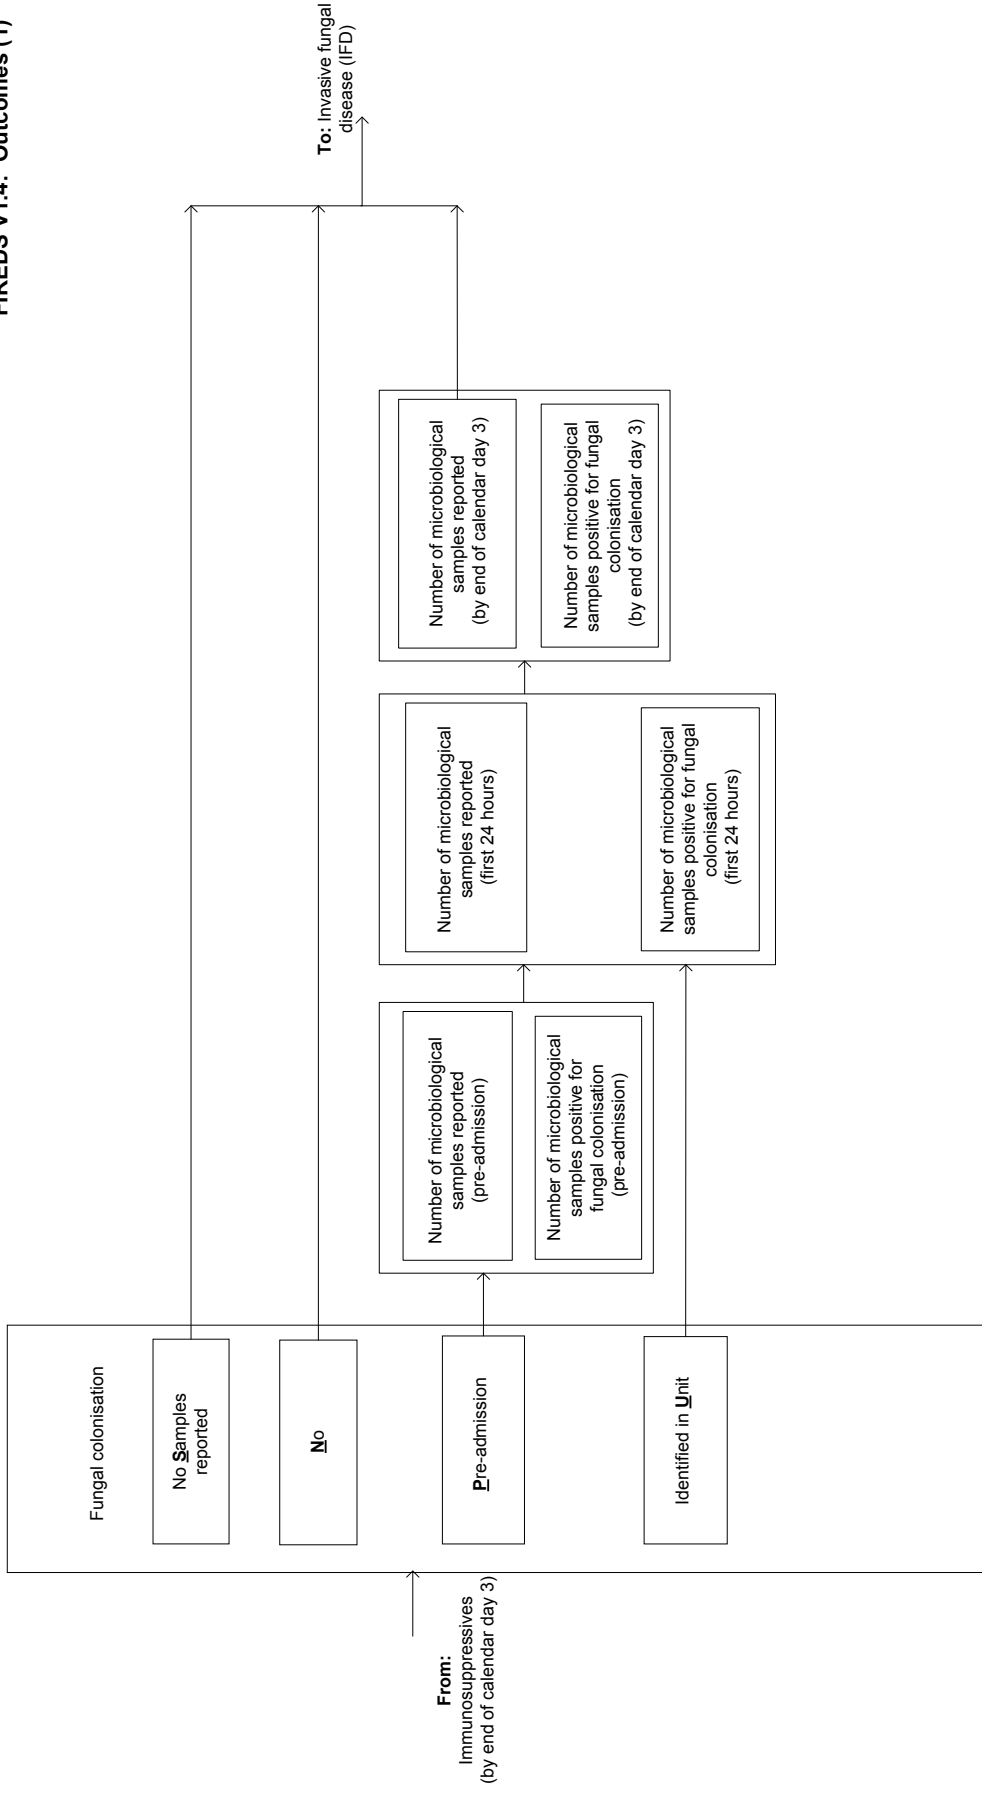 FIREDS V1.4: Outcomes (1)
Fungal colonisation
No Samples
reported
No
Pre-admission
Identified in Unit
From:
Immunosuppressives
(by end of calendar day 3)
Number of microbiological
samples reported
(pre-admission)
Number of microbiological
samples positive for
fungal colonisation
(pre-admission)
Number of microbiological
samples reported
(first 24 hours)
Number of microbiological
samples positive for fungal
colonisation
(first 24 hours)
Number of microbiological
samples reported
(by end of calendar day 3)
Number of microbiological
samples positive for fungal
colonisation
(by end of calendar day 3)
To: Invasive fungal
disease (IFD)